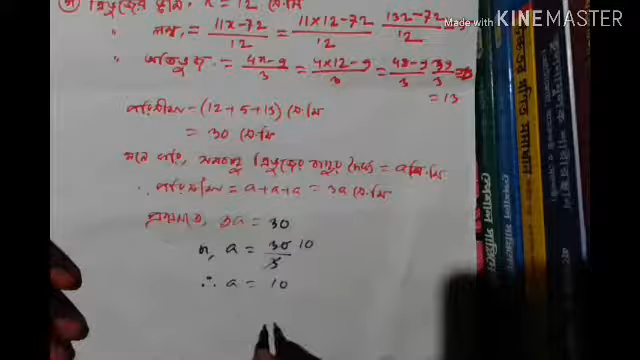 Made With KINEMASTER
ত্রিভুজের ভূমি, x = 12 সে.মি
" লম্ব = 11x-72 / 12 = 11×12-72 / 12 = 132-72 / 12
" অতিভুজ = 4x-9 / 3 = 4×12-9 / 3 = 48-9 / 3 = 39 / 3
= 13
পরিসীমা = (12+5+13) সে.মি
= 30 সে.মি
মনে করি, সমবাহু ত্রিভুজের বাহুর দৈর্ঘ্য = a সে.মি
∴ পরিসীমা = a+a+a = 3a সে.মি
প্রশ্নমতে, 3a = 30
বা, a = 30 / 3 10
∴ a = 10